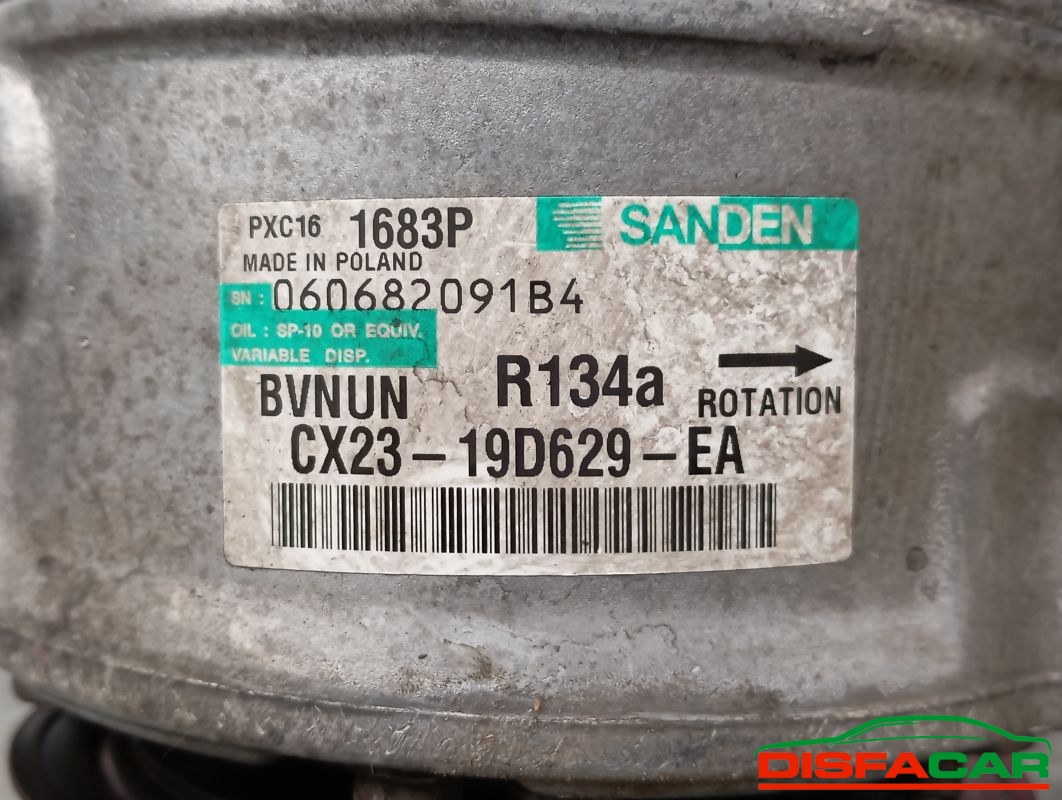 PXC16 1683P SANDEN
MADE IN POLAND
SN : 060682091B4
OIL : SP-10 OR EQUIV.
VARIABLE DISP.
BVNUN R134a ROTATION
CX23-19D629-EA
DISFACAR